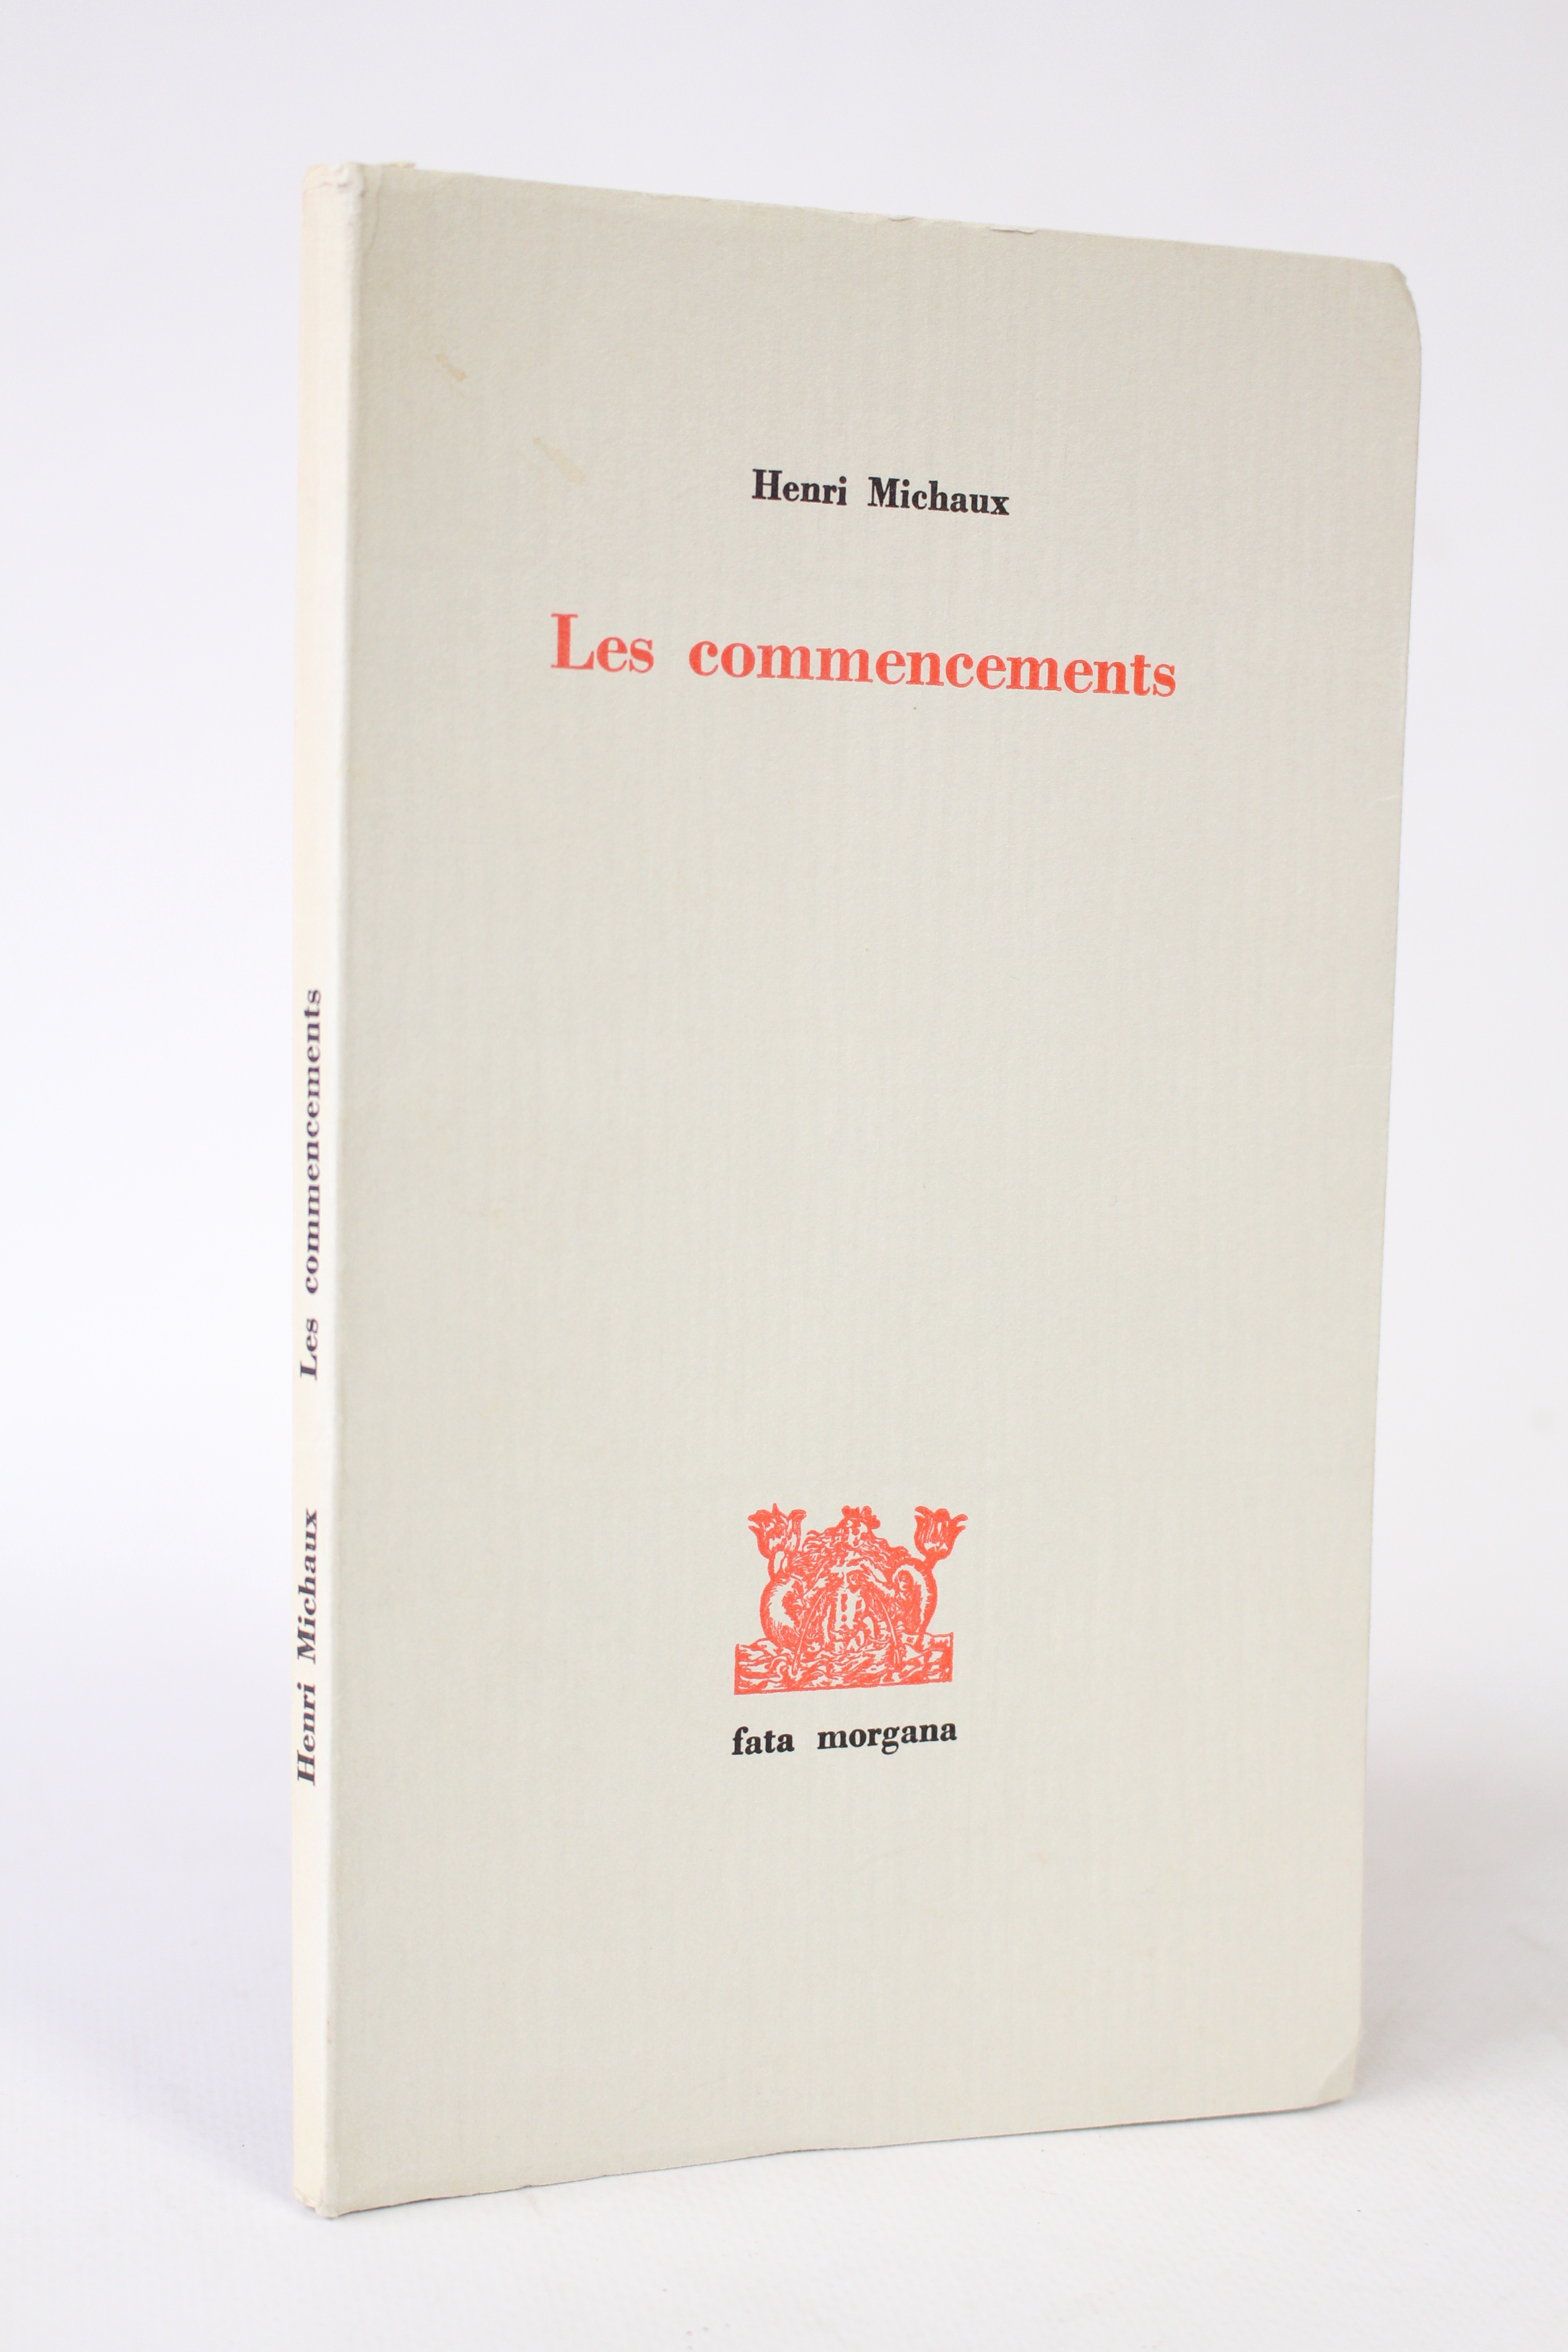 Henri Michaux
Les commencements
fata morgana
Henri Michaux Les commencements